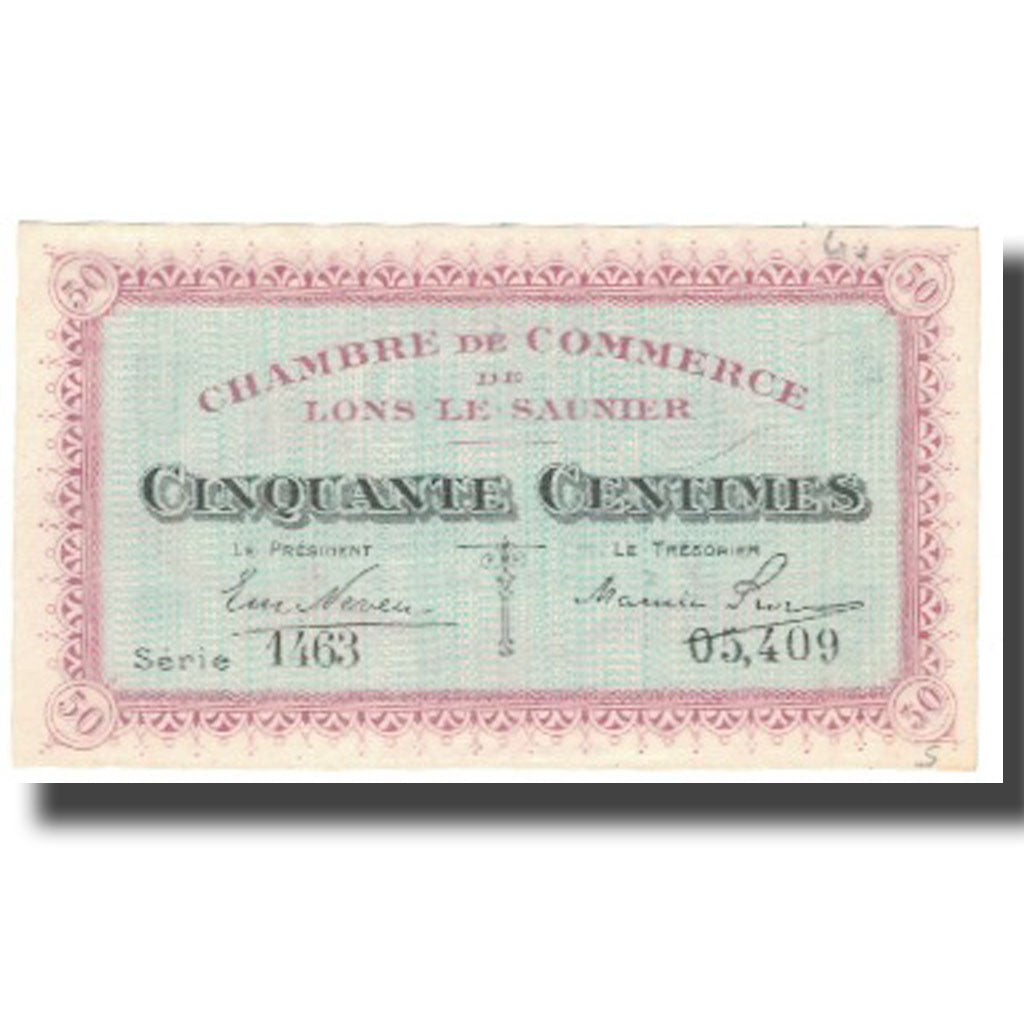 50 50
CHAMBRE DE COMMERCE
DE
LONS LE SAUNIER
CINQUANTE CENTIMES
LE PRÉSIDENT LE TRÉSORIER
Série 1463 05,409
50 50
S